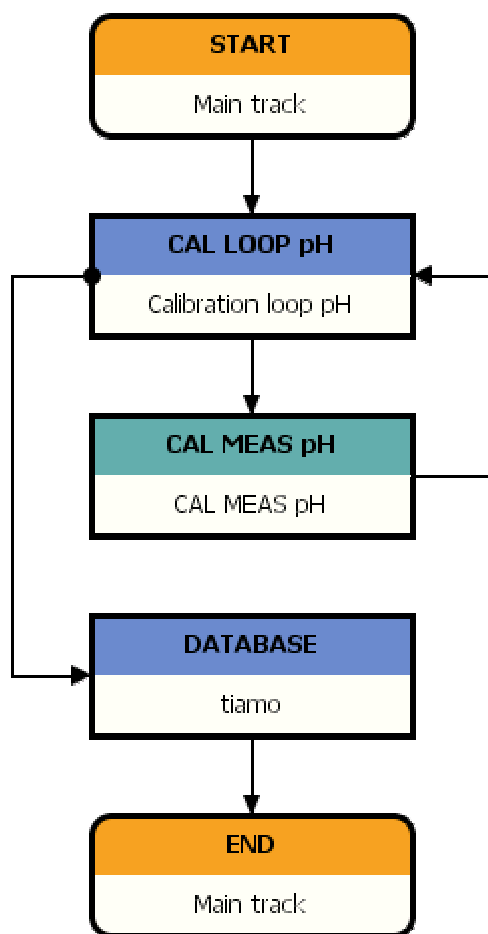 START
Main track
CAL LOOP pH
Calibration loop pH
CAL MEAS pH
CAL MEAS pH
DATABASE
tiamo
END
Main track